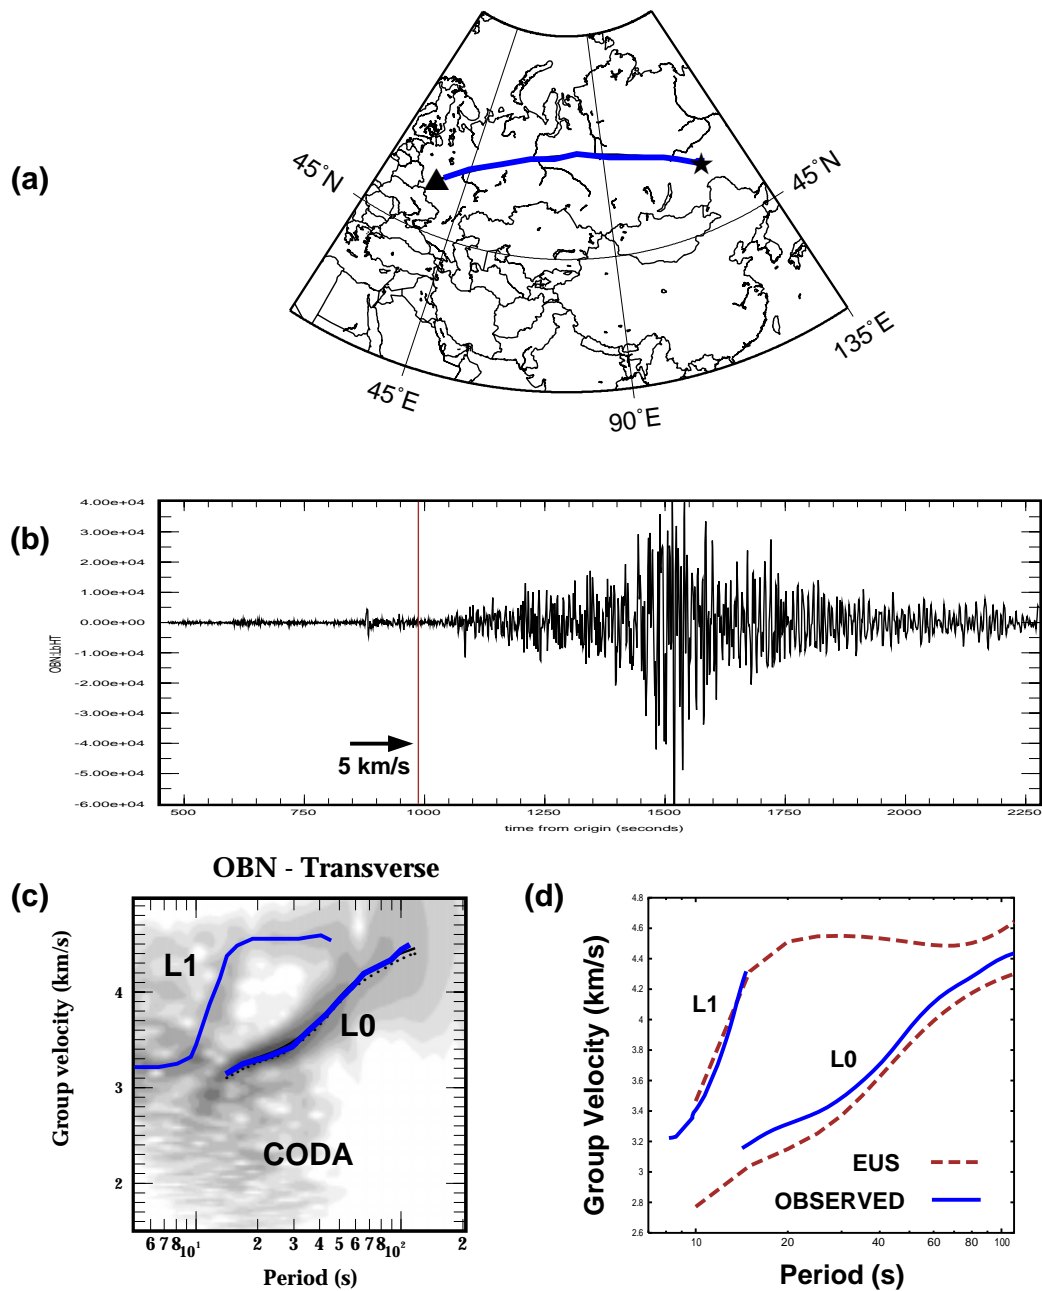 (a)
45°N
45°N
135°E
45°E
90°E
(b)
4.00e+04
3.00e+04
2.00e+04
1.00e+04
0.00e+00
-1.00e+04
-2.00e+04
-3.00e+04
-4.00e+04
-5.00e+04
-6.00e+04
5 km/s
500 750 1000 1250 1500 1750 2000 2250
time from origin (seconds)
OBN - Transverse
(c)
Group velocity (km/s)
4
3
2
L1
L0
CODA
6 7 8 10¹ 2 3 4 5 6 7 8 10² 2
Period (s)
(d)
Group Velocity (km/s)
4.8
4.6
4.4
4.2
4
3.8
3.6
3.4
3.2
3
2.8
2.6
L1
L0
EUS
OBSERVED
10 20 40 60 80 100
Period (s)